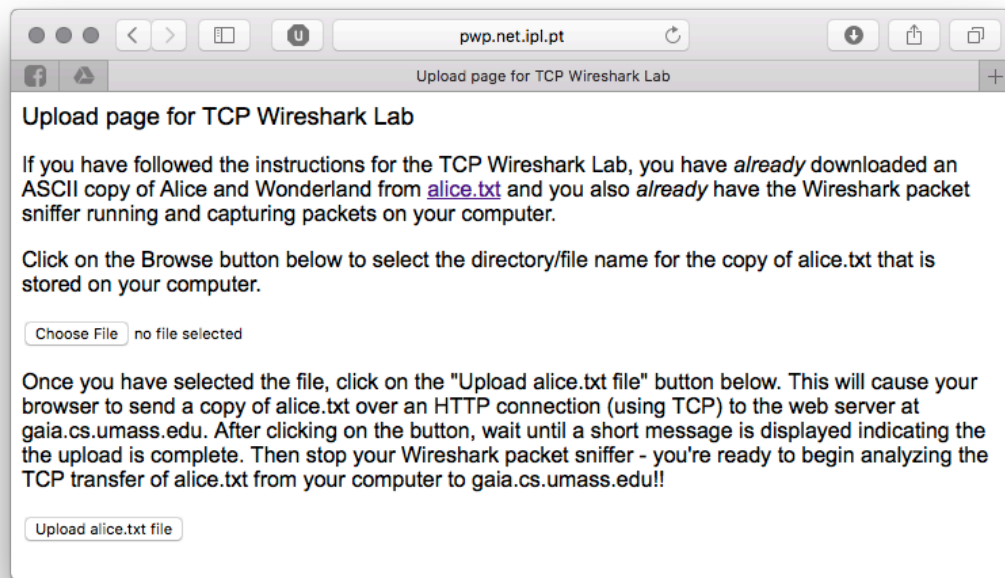 pwp.net.ipl.pt
Upload page for TCP Wireshark Lab
Upload page for TCP Wireshark Lab
If you have followed the instructions for the TCP Wireshark Lab, you have already downloaded an
ASCII copy of Alice and Wonderland from alice.txt and you also already have the Wireshark packet
sniffer running and capturing packets on your computer.
Click on the Browse button below to select the directory/file name for the copy of alice.txt that is
stored on your computer.
Choose File no file selected
Once you have selected the file, click on the "Upload alice.txt file" button below. This will cause your
browser to send a copy of alice.txt over an HTTP connection (using TCP) to the web server at
gaia.cs.umass.edu. After clicking on the button, wait until a short message is displayed indicating the
the upload is complete. Then stop your Wireshark packet sniffer - you're ready to begin analyzing the
TCP transfer of alice.txt from your computer to gaia.cs.umass.edu!!
Upload alice.txt file